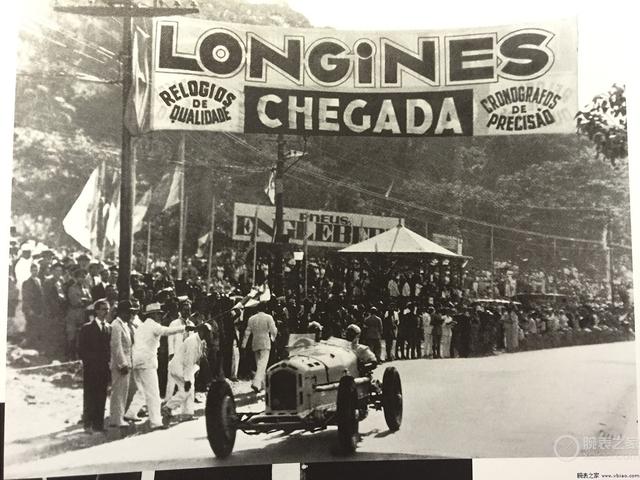 LONGINES
RELOGIOS
DE
QUALIDADE
CHEGADA
CRONOGRAFOS
DE
PRECISÃO
PNEUS
ENGLEBER
腕表之家
腕表之家 www.xbiao.com